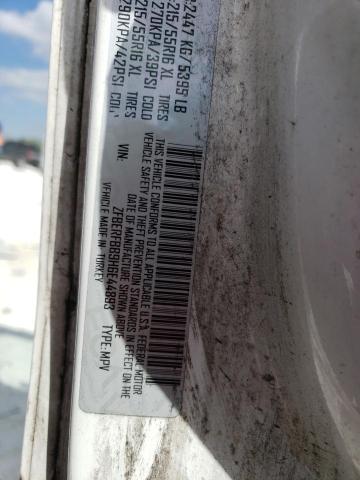 2447 KG/5395 LB
215/55R16 XL TIRES
270KPA/39PSI COLD
215/55R16 XL TIRES
290KPA/42PSI COLD
THIS VEHICLE CONFORMS TO ALL APPLICABLE U.S. FEDERAL MOTOR
VEHICLE SAFETY AND THEFT PREVENTION STANDARDS IN EFFECT ON THE
DATE OF MANUFACTURE SHOWN ABOVE
VIN: TYPE:MPV
MADE IN: TURKEY